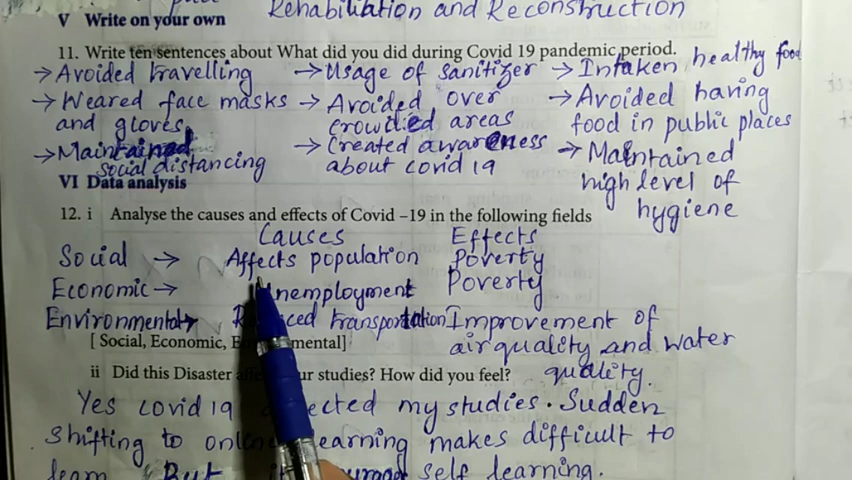 Rehabilitation and Reconstruction
V Write on your own
11. Write ten sentences about What did you did during Covid 19 pandemic period.
→ Avoided travelling → Usage of sanitizer → Intaken healthy food
→ Weared face masks → Avoided over → Avoided having
and gloves crowdied areas food in public places
→ Maintained → Created awareness → Maintained
social distancing about covid 19 high level of
VI Data analysis hygiene
12. i Analyse the causes and effects of Covid –19 in the following fields
Causes Effects
Social → Affects population Poverty
Economic → Unemployment Poverty
Environmental → Reduced transportation Improvement of
[ Social, Economic, Environmental] air quality and water
ii Did this Disaster affect your studies? How did you feel? quality.
Yes covid 19 affected my studies. Sudden
shifting to online learning makes difficult to
learn. But it self learning.